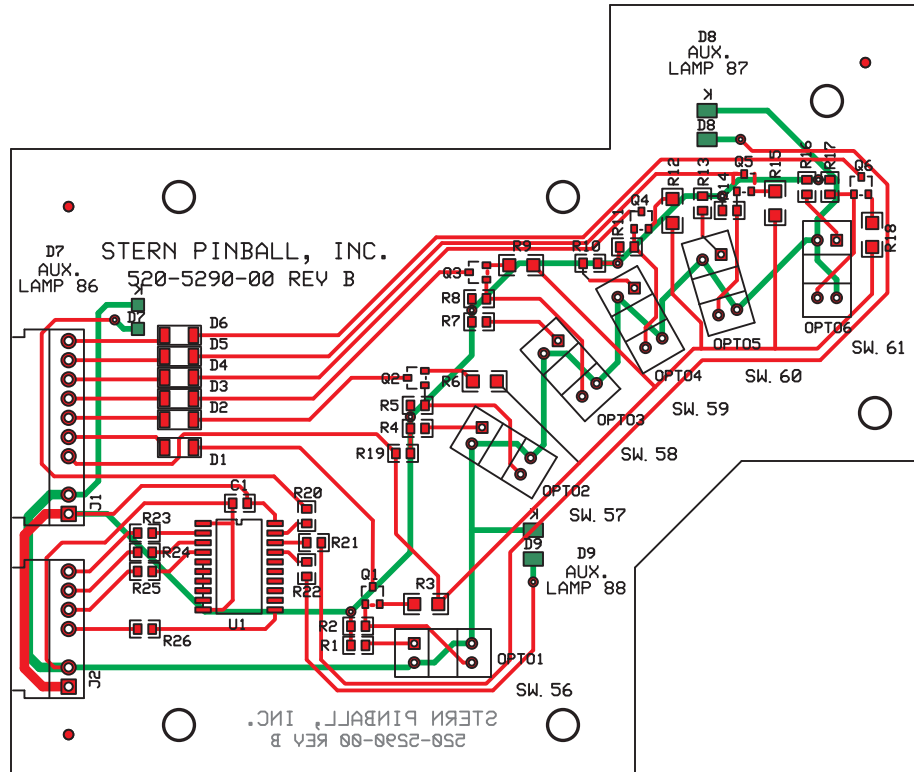 D8
AUX.
LAMP 87
K
D8
R12
R13
R14
Q5
R15
R16
R17
Q6
Q4
R11
R18
D7
AUX.
LAMP 86
STERN PINBALL, INC.
520-5290-00 REV B
K
D7
Q3
R9
R10
R8
R7
D6
D5
D4
D3
D2
D1
OPTO6
SW. 61
OPTO5
SW. 60
OPTO4
SW. 59
OPTO3
SW. 58
Q2
R6
R5
R4
R19
OPTO2
SW. 57
J1
C1
R20
R23
R24
R25
R21
R22
K
D9
D9
AUX.
LAMP 88
Q1
R3
R2
R1
U1
R26
OPTO1
SW. 56
J2
STERN PINBALL, INC.
520-5290-00 REV B